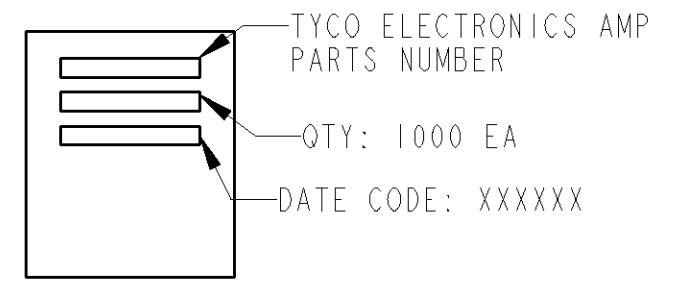 TYCO ELECTRONICS AMP
PARTS NUMBER
QTY: 1000 EA
DATE CODE: XXXXXX